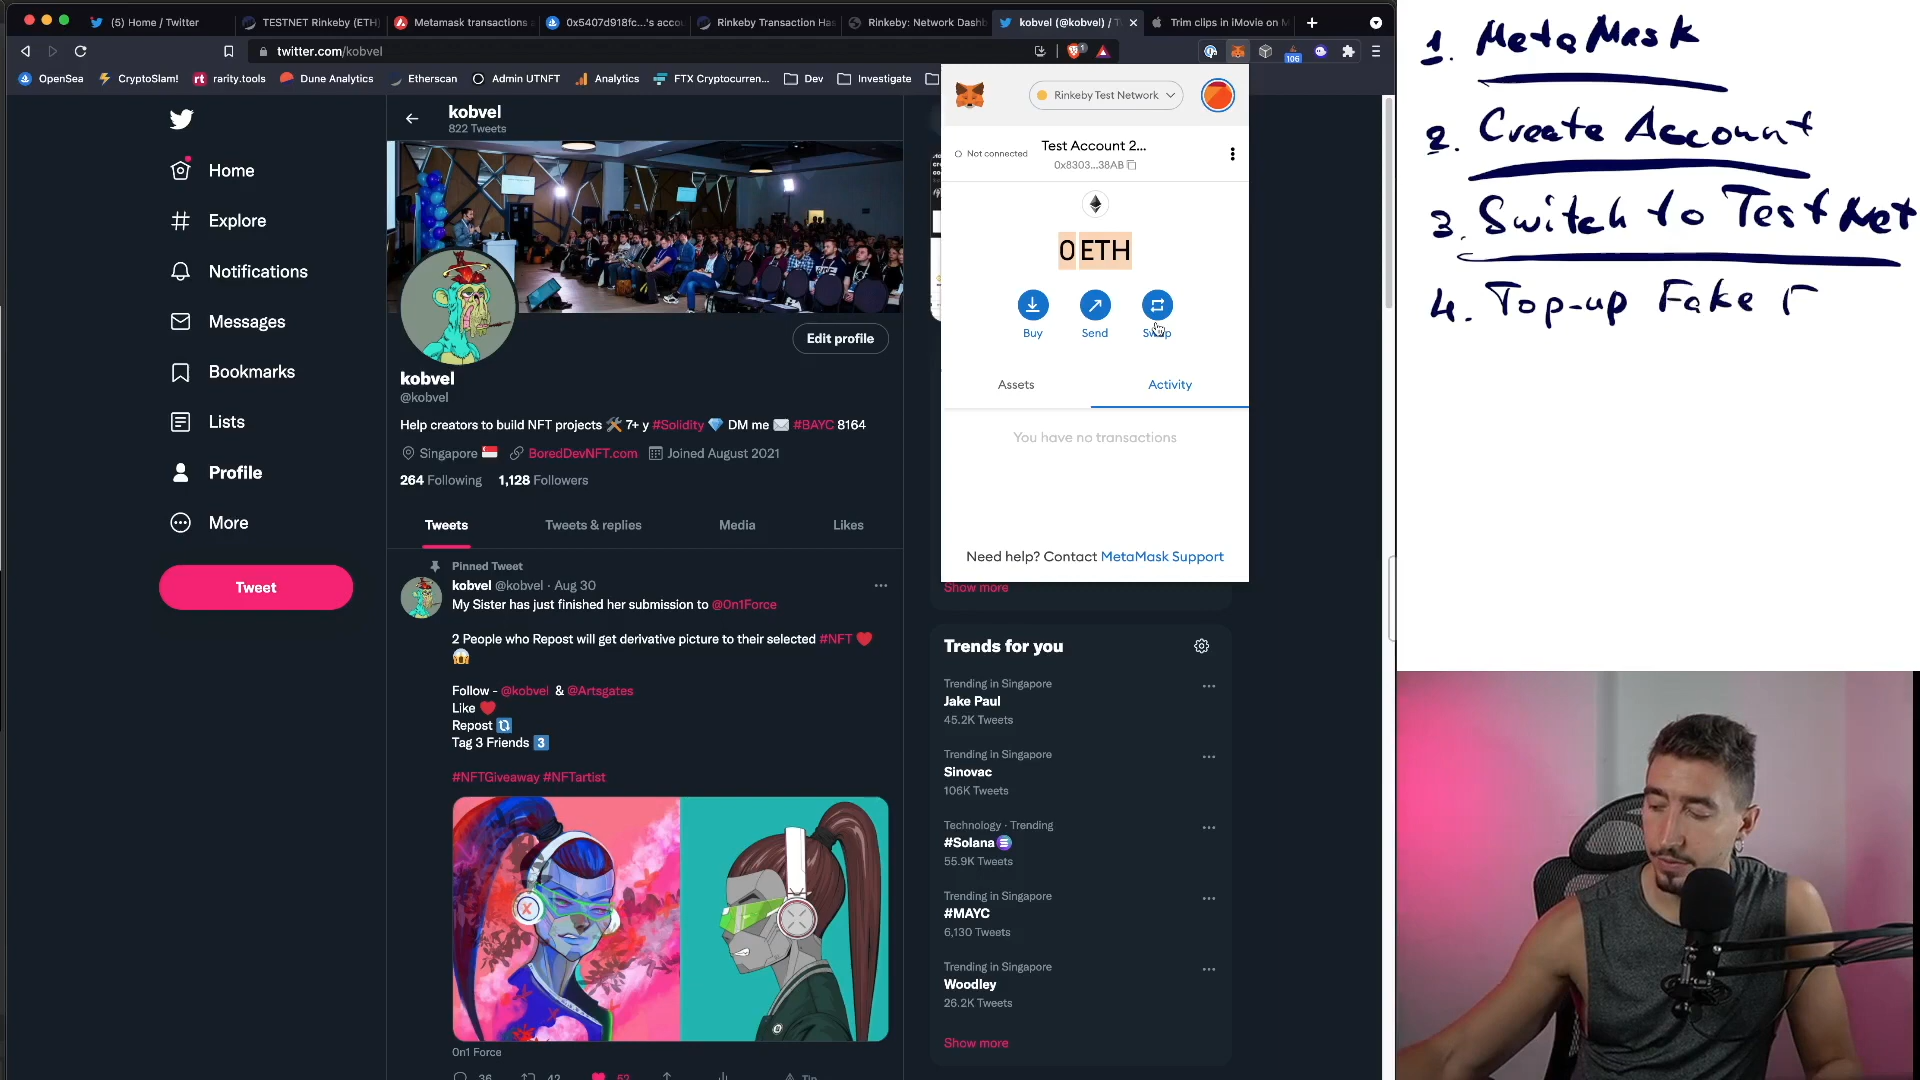 (5) Home / Twitter
TESTNET Rinkeby (ETH)
Metamask transactions
0x5407d918fc...'s accou
Rinkeby Transaction Has
Rinkeby: Network Dashb
kobvel (@kobvel) / T
Trim clips in iMovie on M
twitter.com/kobvel
106
OpenSea
CryptoSlam!
rt rarity.tools
Dune Analytics
Etherscan
Admin UTNFT
Analytics
FTX Cryptocurren...
Dev
Investigate
Home
Explore
Notifications
Messages
Bookmarks
Lists
Profile
More
Tweet
kobvel
822 Tweets
Edit profile
kobvel
@kobvel
Help creators to build NFT projects 🛠 7+ y #Solidity 💎 DM me ✉️ #BAYC 8164
Singapore 🇸🇬 BoredDevNFT.com Joined August 2021
264 Following 1,128 Followers
Tweets
Tweets & replies
Media
Likes
Pinned Tweet
kobvel @kobvel · Aug 30
My Sister has just finished her submission to @0n1Force
2 People who Repost will get derivative picture to their selected #NFT ❤️
😱
Follow - @kobvel & @Artsgates
Like ❤️
Repost 🔃
Tag 3 Friends 3️⃣
#NFTGiveaway #NFTartist
0n1 Force
36 42 52 Tip
Rinkeby Test Network
Not connected
Test Account 2...
0x8303...38AB
0 ETH
Buy
Send
Swap
Assets
Activity
You have no transactions
Need help? Contact MetaMask Support
Show more
Trends for you
Trending in Singapore
Jake Paul
45.2K Tweets
Trending in Singapore
Sinovac
106K Tweets
Technology · Trending
#Solana
55.9K Tweets
Trending in Singapore
#MAYC
6,130 Tweets
Trending in Singapore
Woodley
26.2K Tweets
Show more
1. MetaMask
2. Create Account
3. Switch to TestNet
4. Top-up Fake